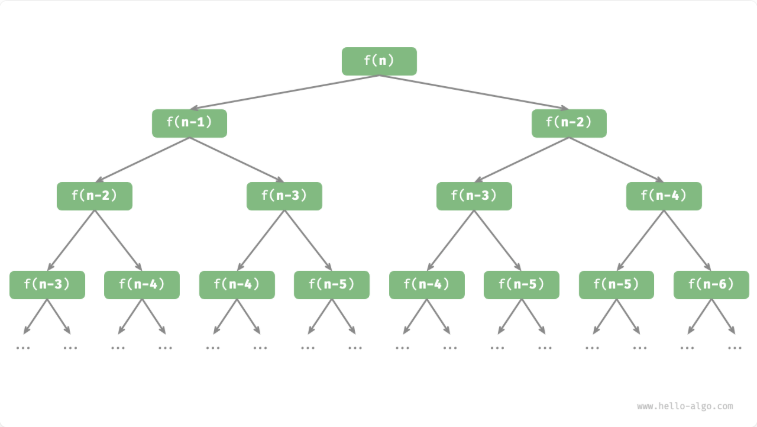 f(n)
f(n-1) f(n-2)
f(n-2) f(n-3) f(n-3) f(n-4)
f(n-3) f(n-4) f(n-4) f(n-5) f(n-4) f(n-5) f(n-5) f(n-6)
... ... ... ... ... ... ... ... ... ... ... ... ... ... ... ...
www.hello-algo.com